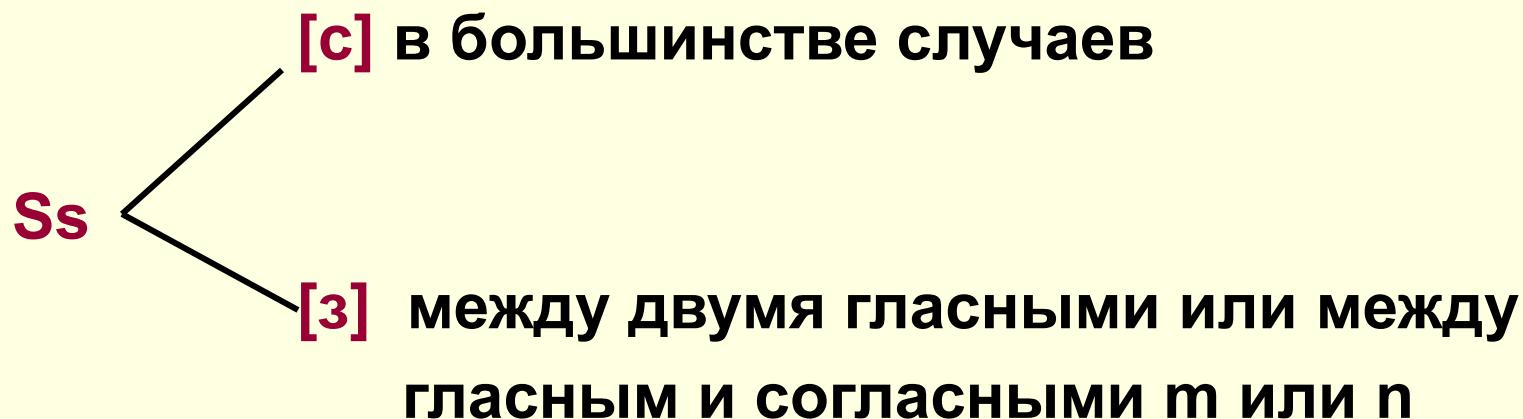 [с] в большинстве случаев
Ss
[з] между двумя гласными или между
гласным и согласными m или n